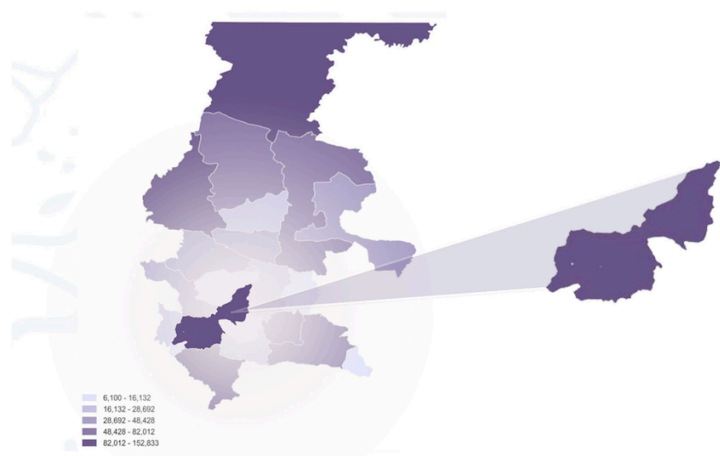 6,100 - 16,132
16,132 - 28,692
28,692 - 48,428
48,428 - 82,012
82,012 - 152,833